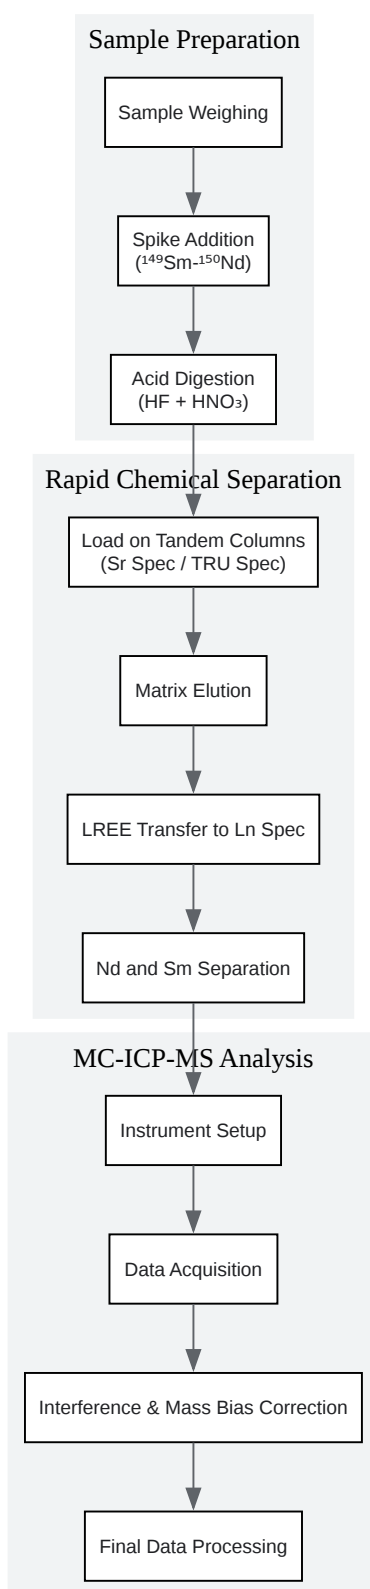 Sample Preparation
Sample Weighing
Spike Addition
(¹⁴⁹Sm-¹⁵⁰Nd)
Acid Digestion
(HF + HNO₃)
Rapid Chemical Separation
Load on Tandem Columns
(Sr Spec / TRU Spec)
Matrix Elution
LREE Transfer to Ln Spec
Nd and Sm Separation
MC-ICP-MS Analysis
Instrument Setup
Data Acquisition
Interference & Mass Bias Correction
Final Data Processing